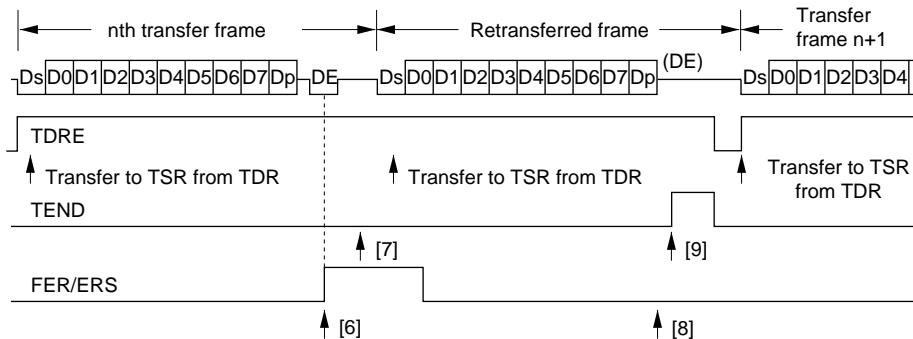 nth transfer frame
Retransferred frame
Transfer
frame n+1
Ds D0 D1 D2 D3 D4 D5 D6 D7 Dp DE
Ds D0 D1 D2 D3 D4 D5 D6 D7 Dp (DE)
Ds D0 D1 D2 D3 D4
TDRE
Transfer to TSR from TDR
Transfer to TSR from TDR
Transfer to TSR
from TDR
TEND
[7]
[9]
FER/ERS
[6]
[8]